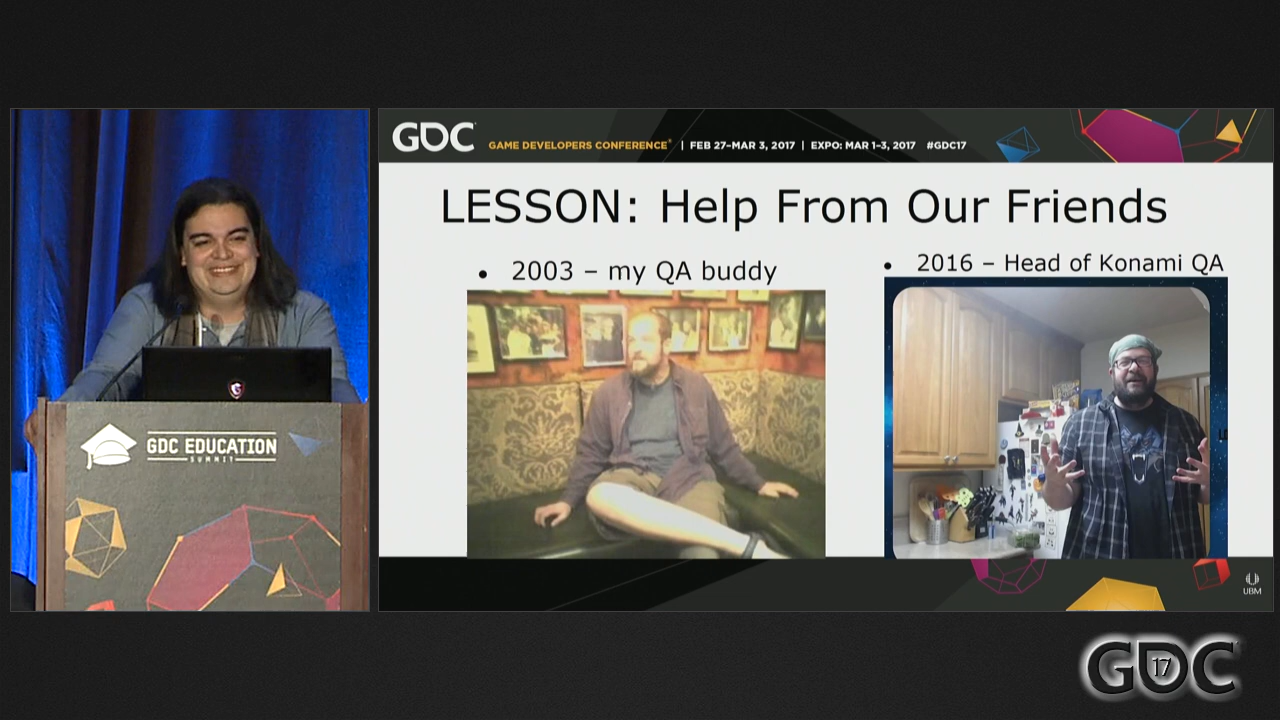 GDC EDUCATION
SUMMIT
GDC
GAME DEVELOPERS CONFERENCE® | FEB 27–MAR 3, 2017 | EXPO: MAR 1–3, 2017 #GDC17
LESSON: Help From Our Friends
• 2003 – my QA buddy
• 2016 – Head of Konami QA
UBM
GDC
17